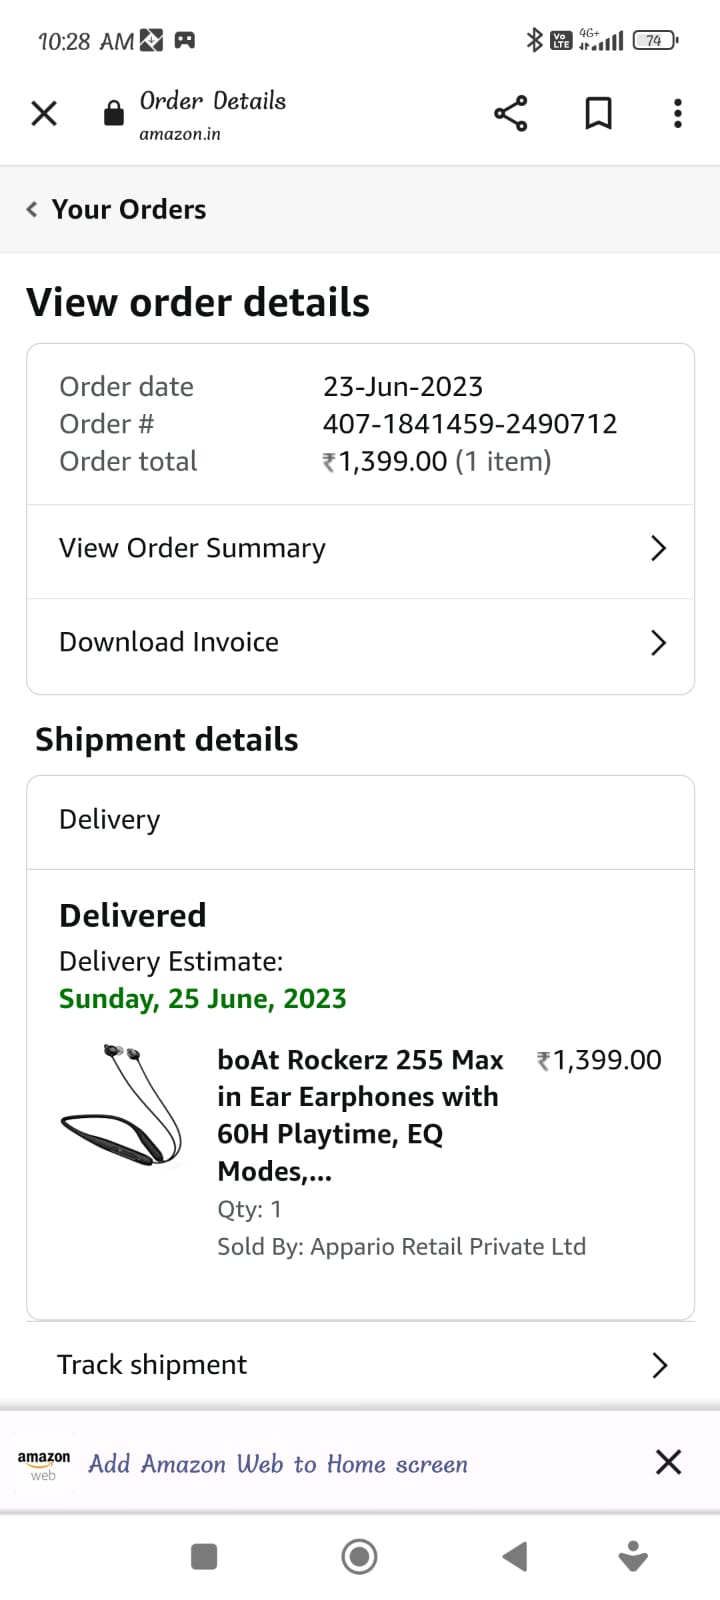 10:28 AM
Vo LTE 4G+ 74
Order Details
amazon.in
Your Orders
View order details
Order date 23-Jun-2023
Order # 407-1841459-2490712
Order total ₹1,399.00 (1 item)
View Order Summary
Download Invoice
Shipment details
Delivery
Delivered
Delivery Estimate:
Sunday, 25 June, 2023
boAt Rockerz 255 Max ₹1,399.00
in Ear Earphones with
60H Playtime, EQ
Modes,...
Qty: 1
Sold By: Appario Retail Private Ltd
Track shipment
amazon
web
Add Amazon Web to Home screen